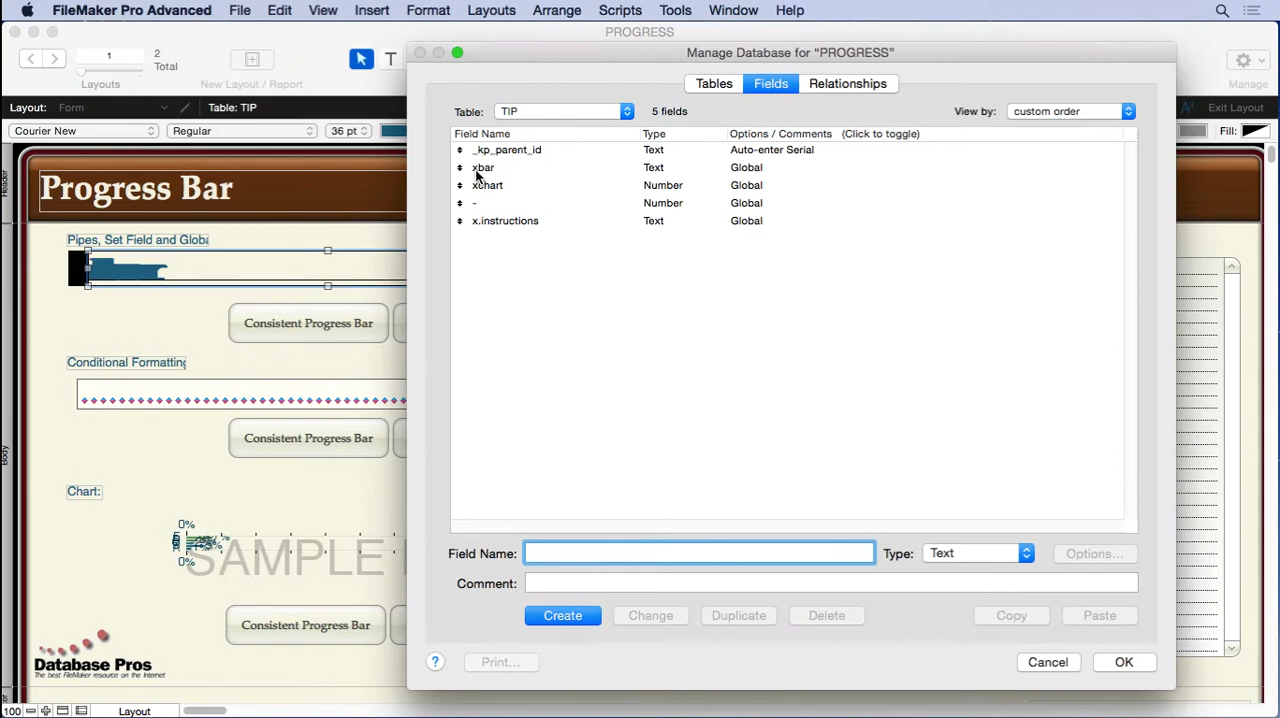 FileMaker Pro Advanced File Edit View Insert Format Layouts Arrange Scripts Tools Window Help
PROGRESS
1
2
Total
Layouts
New Layout / Report
T
Manage
Layout: Form
Table: TIP
Exit Layout
Courier New
Regular
36 pt
Fill:
Manage Database for “PROGRESS”
Tables Fields Relationships
Table: TIP
5 fields
View by: custom order
Field Name Type Options / Comments (Click to toggle)
_kp_parent_id Text Auto-enter Serial
xbar Text Global
xchart Number Global
- Number Global
x.instructions Text Global
Field Name:
Type: Text
Options...
Comment:
Create Change Duplicate Delete Copy Paste
? Print... Cancel OK
Header
Progress Bar
Pipes, Set Field and Globa
Consistent Progress Bar
Conditional Formatting
Body
Consistent Progress Bar
Chart:
0%
0%
SAMPLE
Consistent Progress Bar
Database Pros
The best FileMaker resource on the Internet
100
Layout